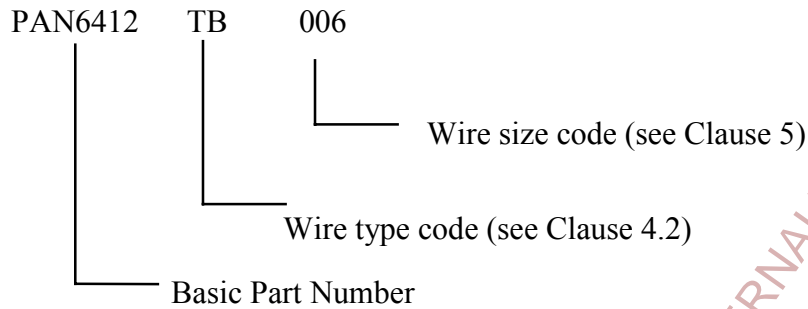 PAN6412 TB 006
Wire size code (see Clause 5)
Wire type code (see Clause 4.2)
Basic Part Number